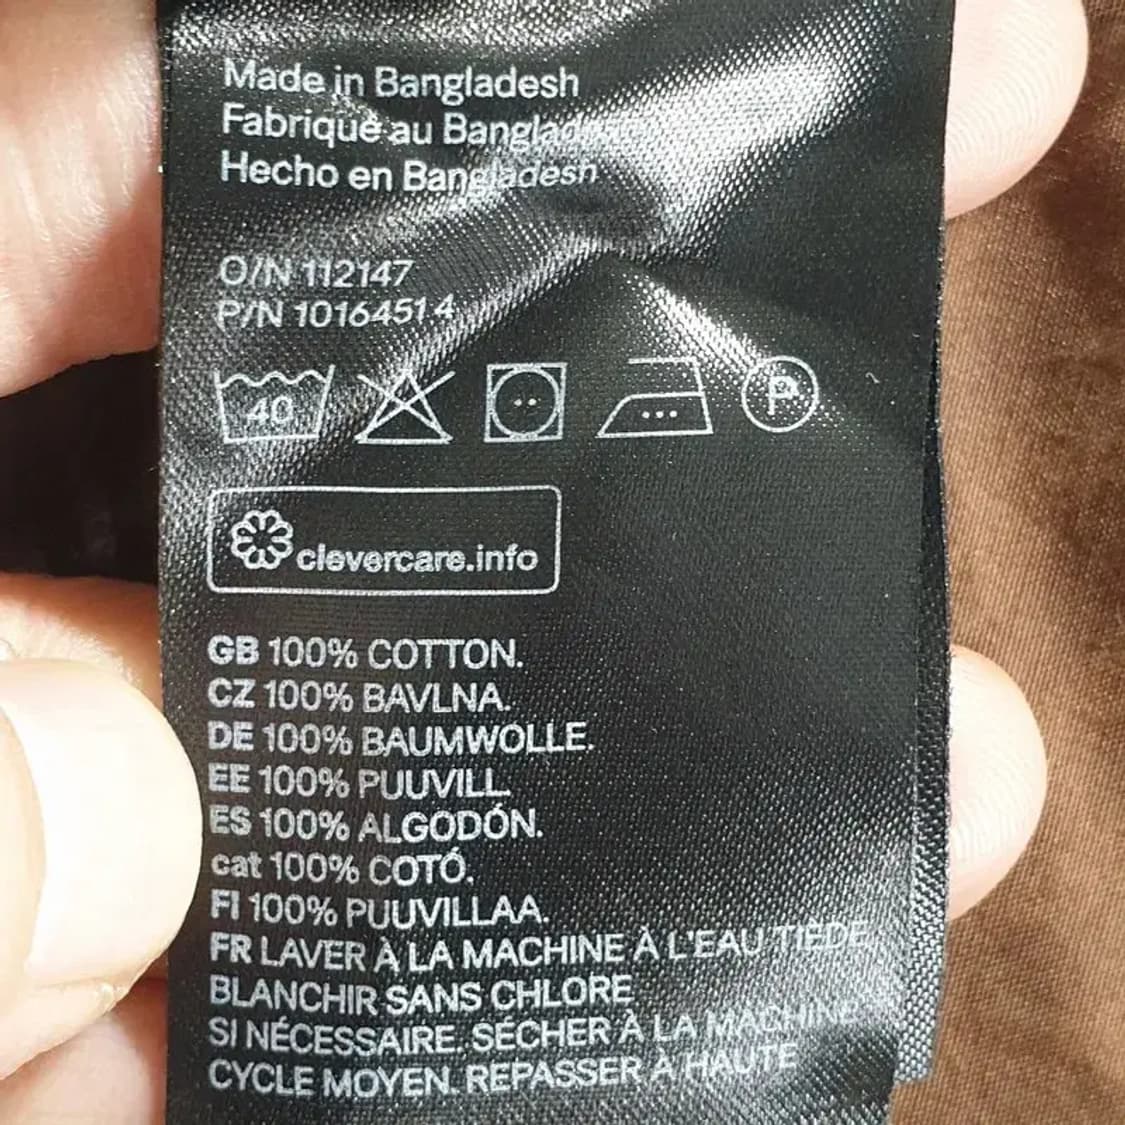 Made in Bangladesh
Fabriqué au Bangladesh
Hecho en Bangladesh
O/N 112147
P/N 10164514
40
P
clevercare.info
GB 100% COTTON.
CZ 100% BAVLNA.
DE 100% BAUMWOLLE.
EE 100% PUUVILL
ES 100% ALGODÓN.
cat 100% COTÓ.
FI 100% PUUVILLAA.
FR LAVER À LA MACHINE À L'EAU TIÈDE
BLANCHIR SANS CHLORE
SI NÉCESSAIRE. SÉCHER À LA MACHINE
CYCLE MOYEN. REPASSER À HAUTE